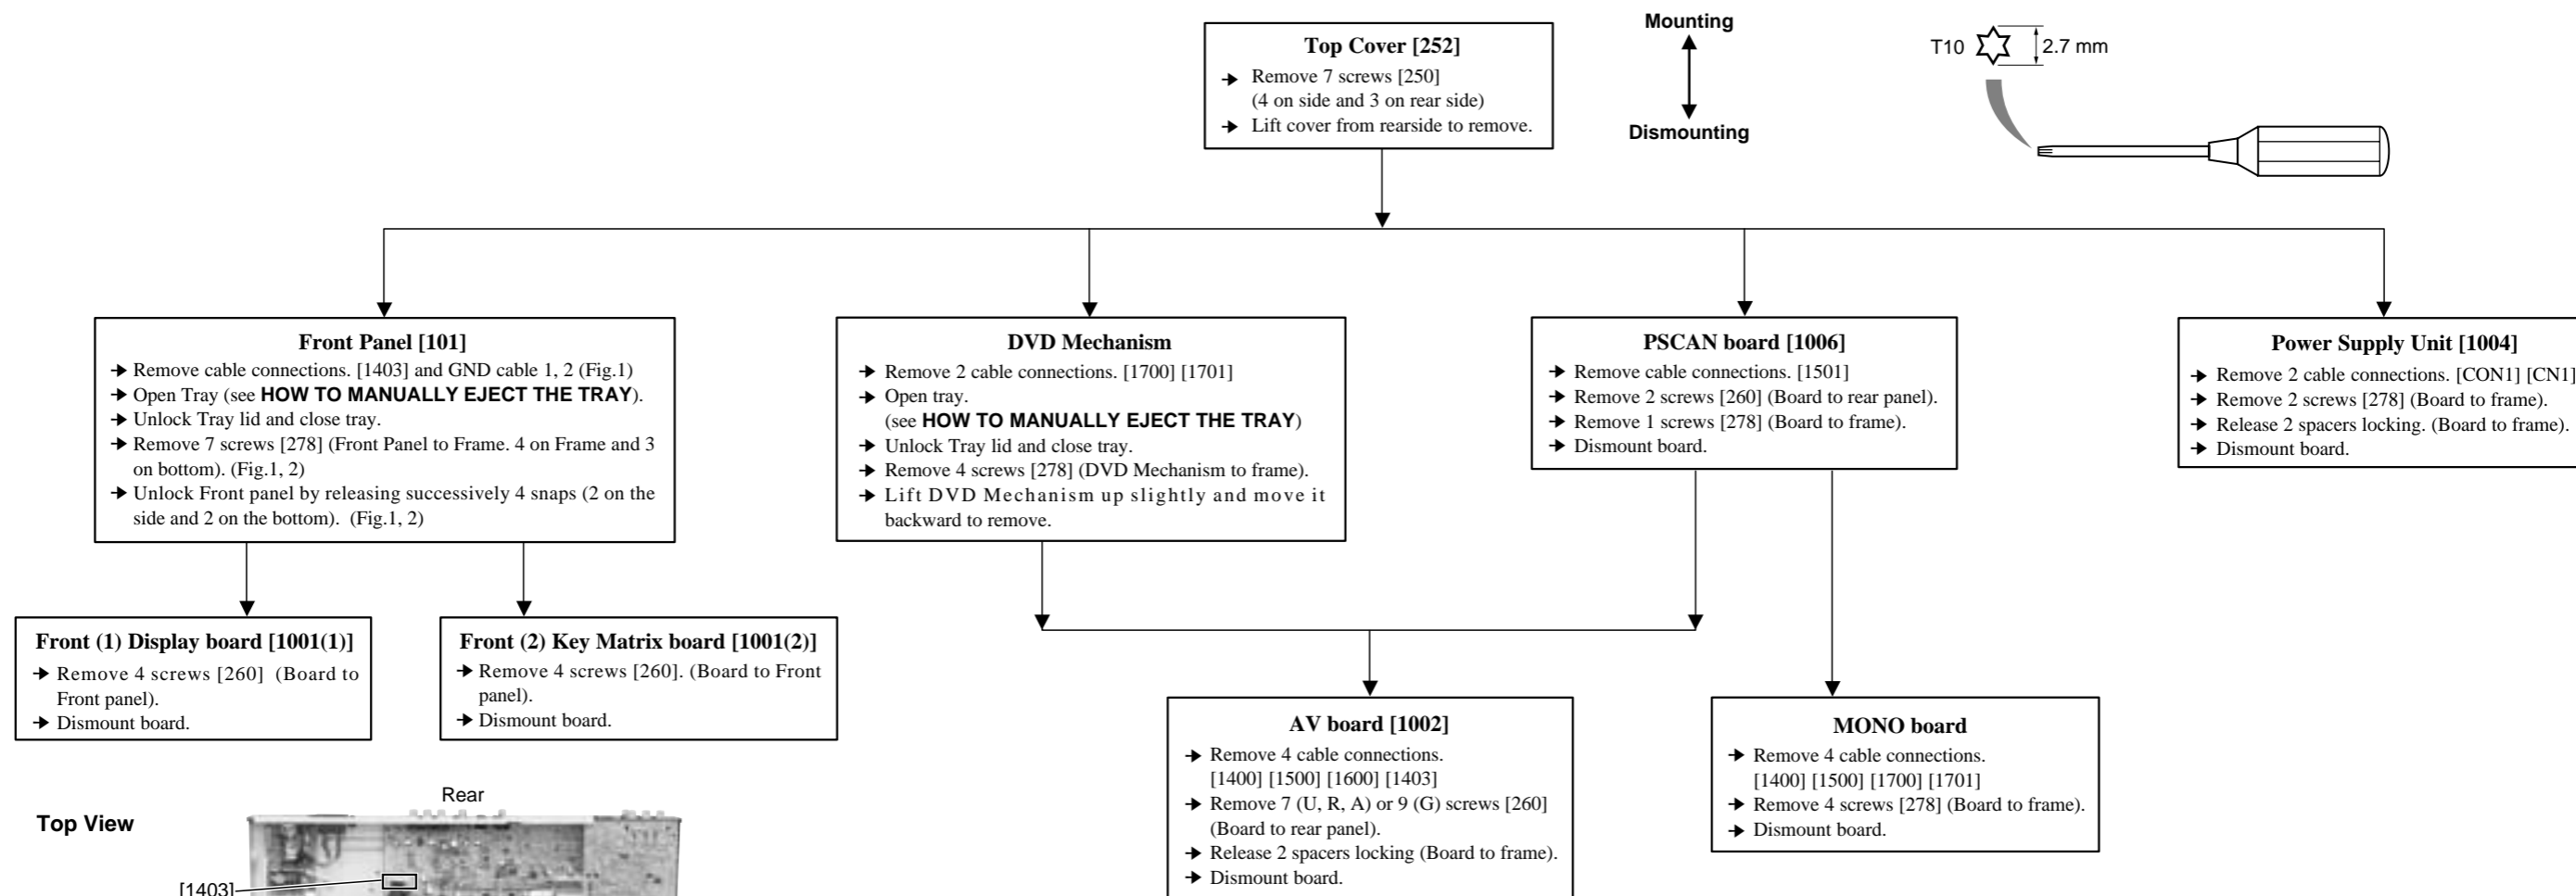 Top Cover [252]
Remove 7 screws [250]
(4 on side and 3 on rear side)
Lift cover from rearside to remove.
Mounting
Dismounting
T10
2.7 mm
Front Panel [101]
Remove cable connections. [1403] and GND cable 1, 2 (Fig.1)
Open Tray (see HOW TO MANUALLY EJECT THE TRAY).
Unlock Tray lid and close tray.
Remove 7 screws [278] (Front Panel to Frame. 4 on Frame and 3
on bottom). (Fig.1, 2)
Unlock Front panel by releasing successively 4 snaps (2 on the
side and 2 on the bottom). (Fig.1, 2)
DVD Mechanism
Remove 2 cable connections. [1700] [1701]
Open tray.
(see HOW TO MANUALLY EJECT THE TRAY)
Unlock Tray lid and close tray.
Remove 4 screws [278] (DVD Mechanism to frame).
Lift DVD Mechanism up slightly and move it
backward to remove.
PSCAN board [1006]
Remove cable connections. [1501]
Remove 2 screws [260] (Board to rear panel).
Remove 1 screws [278] (Board to frame).
Dismount board.
Power Supply Unit [1004]
Remove 2 cable connections. [CON1] [CN1]
Remove 2 screws [278] (Board to frame).
Release 2 spacers locking. (Board to frame).
Dismount board.
Front (1) Display board [1001(1)]
Remove 4 screws [260] (Board to
Front panel).
Dismount board.
Front (2) Key Matrix board [1001(2)]
Remove 4 screws [260]. (Board to Front
panel).
Dismount board.
AV board [1002]
Remove 4 cable connections.
[1400] [1500] [1600] [1403]
Remove 7 (U, R, A) or 9 (G) screws [260]
(Board to rear panel).
Release 2 spacers locking (Board to frame).
Dismount board.
MONO board
Remove 4 cable connections.
[1400] [1500] [1700] [1701]
Remove 4 screws [278] (Board to frame).
Dismount board.
Top View
Rear
[1403]